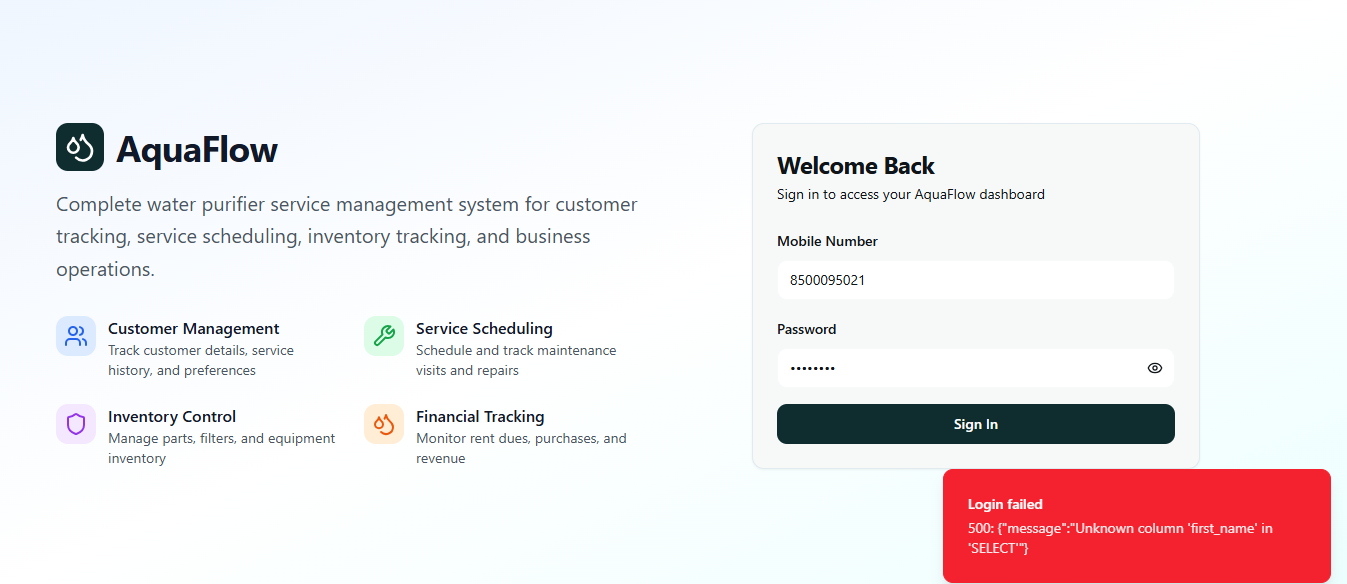 AquaFlow
Complete water purifier service management system for customer
tracking, service scheduling, inventory tracking, and business
operations.
Customer Management
Track customer details, service
history, and preferences
Service Scheduling
Schedule and track maintenance
visits and repairs
Inventory Control
Manage parts, filters, and equipment
inventory
Financial Tracking
Monitor rent dues, purchases, and
revenue
Welcome Back
Sign in to access your AquaFlow dashboard
Mobile Number
8500095021
Password
••••••••
Sign In
Login failed
500: {"message":"Unknown column 'first_name' in
'SELECT'"}